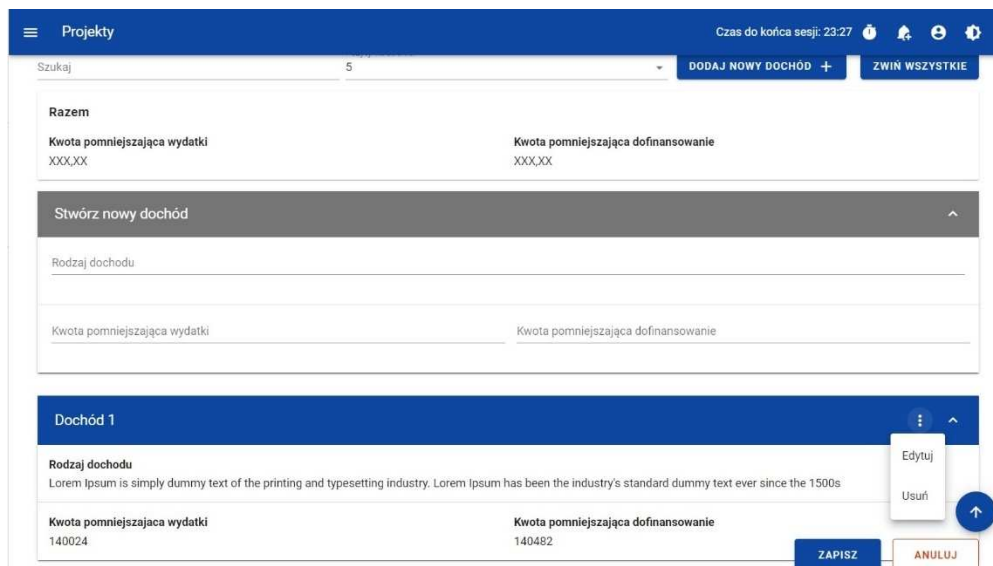 Projekty
Czas do końca sesji: 23:27
Szukaj
5
DODAJ NOWY DOCHÓD +
ZWIŃ WSZYSTKIE
Razem
Kwota pomniejszająca wydatki
Kwota pomniejszająca dofinansowanie
XXX,XX
XXX,XX
Stwórz nowy dochód
Rodzaj dochodu
Kwota pomniejszająca wydatki
Kwota pomniejszająca dofinansowanie
Dochód 1
Edytuj
Rodzaj dochodu
Lorem Ipsum is simply dummy text of the printing and typesetting industry. Lorem Ipsum has been the industry's standard dummy text ever since the 1500s
Usuń
Kwota pomniejszajaca wydatki
Kwota pomniejszająca dofinansowanie
140024
140482
ZAPISZ
ANULUJ